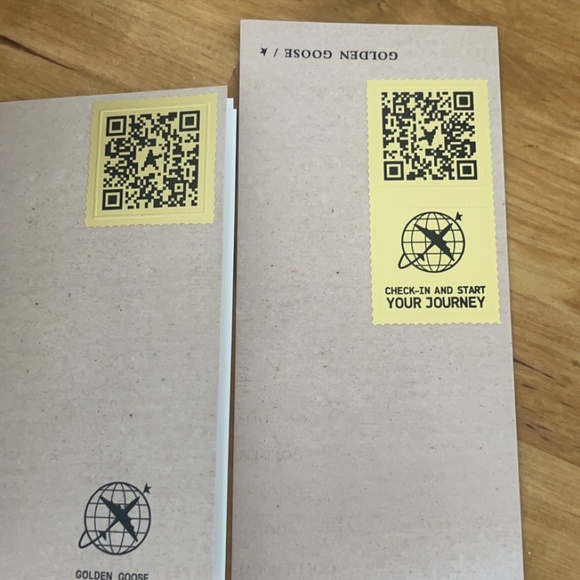 GOLDEN GOOSE / ★
CHECK-IN AND START
YOUR JOURNEY
GOLDEN GOOSE